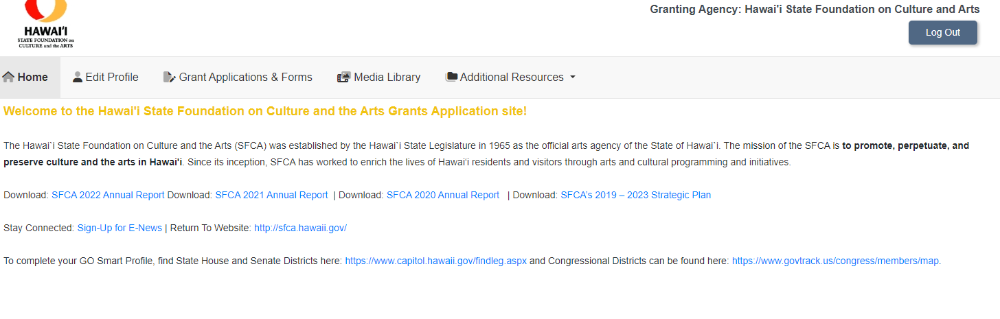 HAWAI'I
STATE FOUNDATION on
CULTURE and the ARTS
Granting Agency: Hawai'i State Foundation on Culture and Arts
Log Out
Home Edit Profile Grant Applications & Forms Media Library Additional Resources
Welcome to the Hawai'i State Foundation on Culture and the Arts Grants Application site!
The Hawai`i State Foundation on Culture and the Arts (SFCA) was established by the Hawai`i State Legislature in 1965 as the official arts agency of the State of Hawai`i. The mission of the SFCA is to promote, perpetuate, and
preserve culture and the arts in Hawai'i. Since its inception, SFCA has worked to enrich the lives of Hawai‘i residents and visitors through arts and cultural programming and initiatives.
Download: SFCA 2022 Annual Report Download: SFCA 2021 Annual Report | Download: SFCA 2020 Annual Report | Download: SFCA's 2019 – 2023 Strategic Plan
Stay Connected: Sign-Up for E-News | Return To Website: http://sfca.hawaii.gov/
To complete your GO Smart Profile, find State House and Senate Districts here: https://www.capitol.hawaii.gov/findleg.aspx and Congressional Districts can be found here: https://www.govtrack.us/congress/members/map.